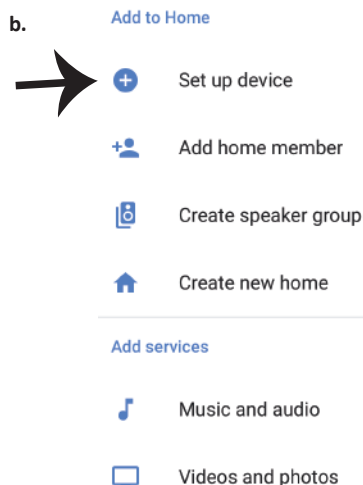 b.
Add to Home
Set up device
Add home member
Create speaker group
Create new home
Add services
Music and audio
Videos and photos